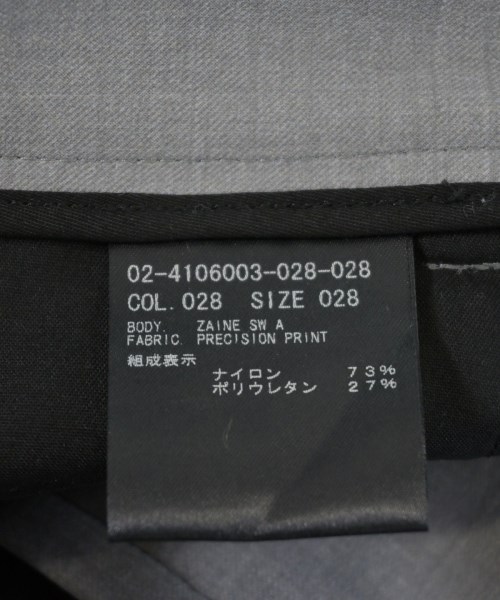 02-4106003-028-028
COL. 028 SIZE 028
BODY. ZAINE SW A
FABRIC. PRECISION PRINT
組成表示
ナイロン 73%
ポリウレタン 27%